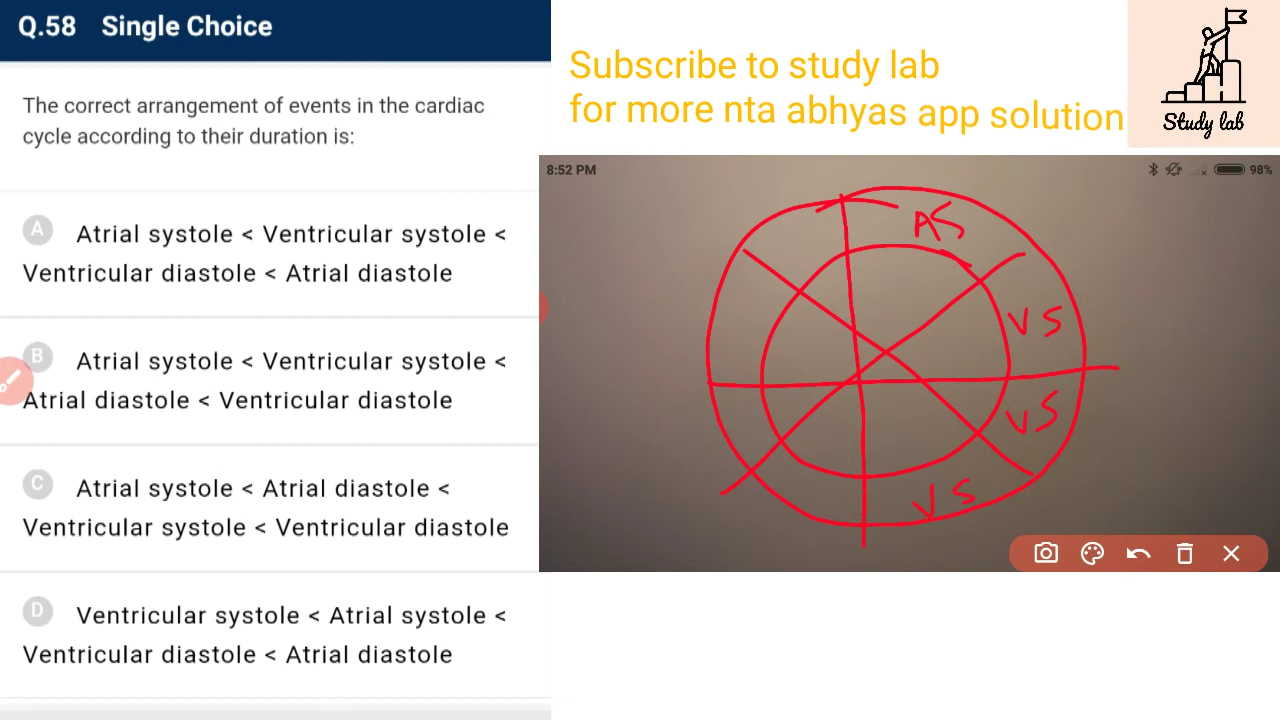 Q.58 Single Choice
The correct arrangement of events in the cardiac
cycle according to their duration is:
A Atrial systole < Ventricular systole <
Ventricular diastole < Atrial diastole
B Atrial systole < Ventricular systole <
Atrial diastole < Ventricular diastole
C Atrial systole < Atrial diastole <
Ventricular systole < Ventricular diastole
D Ventricular systole < Atrial systole <
Ventricular diastole < Atrial diastole
Subscribe to study lab
for more nta abhyas app solution
Study lab
8:52 PM
98%
AS
VS
VS
VS